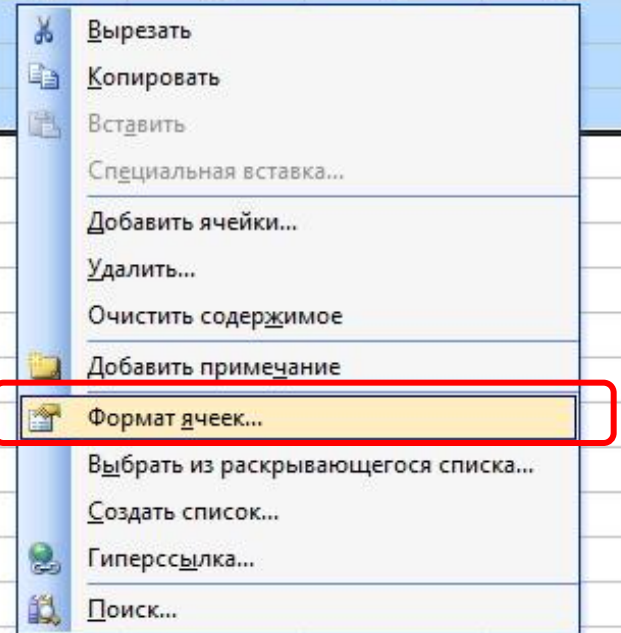 Вырезать
Копировать
Вставить
Специальная вставка...
Добавить ячейки...
Удалить...
Очистить содержимое
Добавить примечание
Формат ячеек...
Выбрать из раскрывающегося списка...
Создать список...
Гиперссылка...
Поиск...